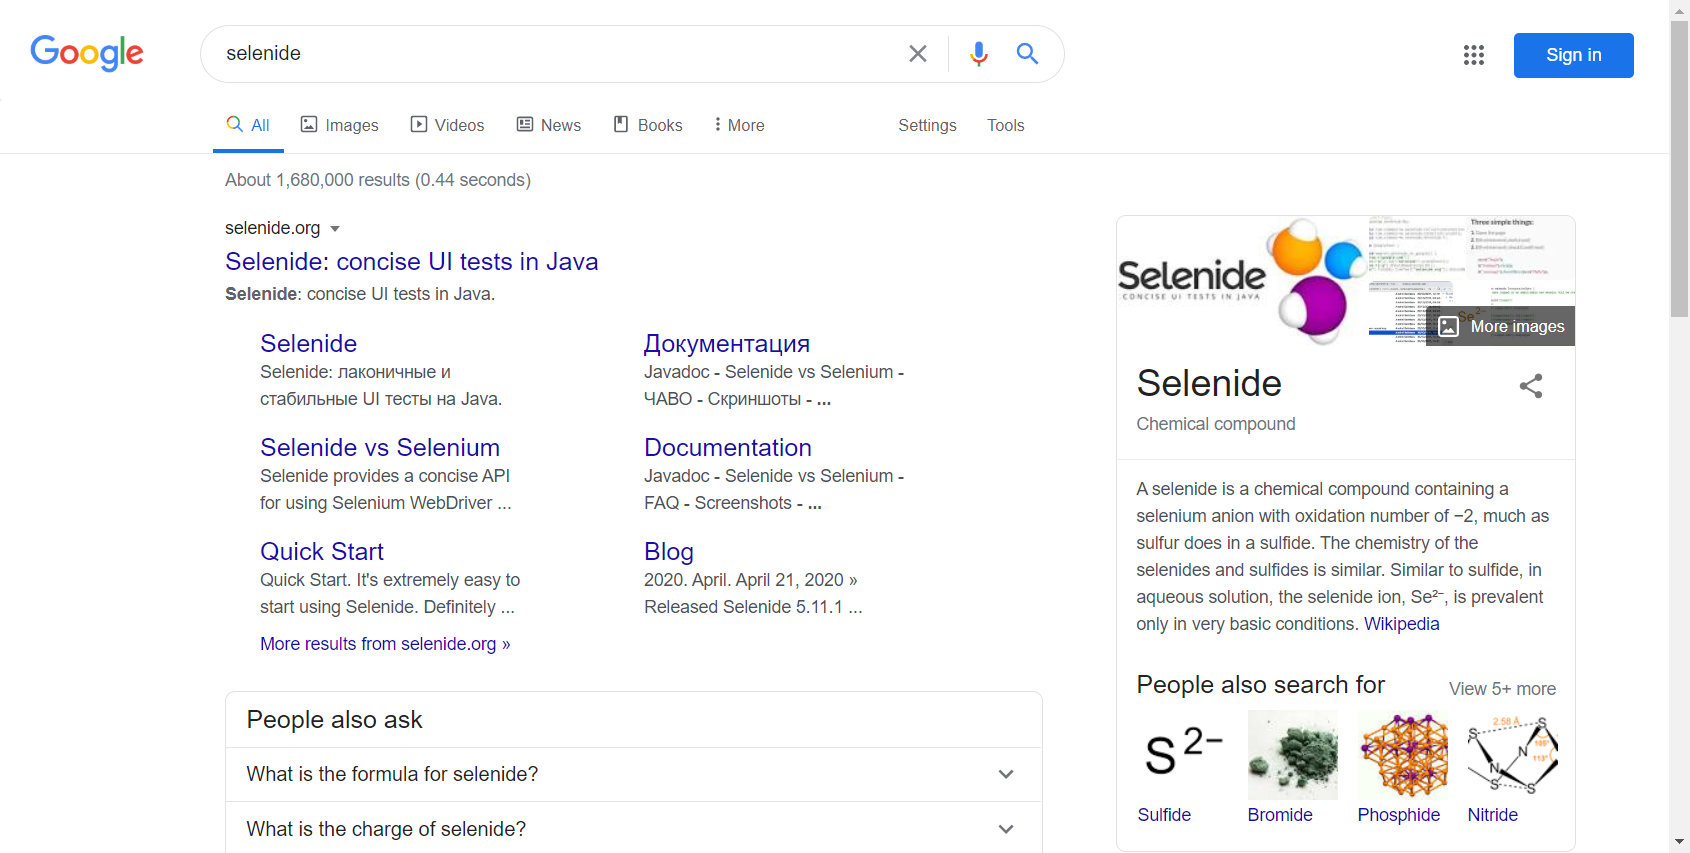 Google
selenide
Sign in
All
Images
Videos
News
Books
More
Settings
Tools
About 1,680,000 results (0.44 seconds)
selenide.org
Selenide: concise UI tests in Java
Selenide: concise UI tests in Java.
Selenide
Selenide: лаконичные и
стабильные UI тесты на Java.
Документация
Javadoc - Selenide vs Selenium -
ЧАВО - Скриншоты - ...
Selenide vs Selenium
Selenide provides a concise API
for using Selenium WebDriver ...
Documentation
Javadoc - Selenide vs Selenium -
FAQ - Screenshots - ...
Quick Start
Quick Start. It's extremely easy to
start using Selenide. Definitely ...
Blog
2020. April. April 21, 2020 »
Released Selenide 5.11.1 ...
More results from selenide.org »
People also ask
What is the formula for selenide?
What is the charge of selenide?
Selenide
CONCISE UI TESTS IN JAVA
Three simple things:
Se²⁻
More images
Selenide
Chemical compound
A selenide is a chemical compound containing a
selenium anion with oxidation number of −2, much as
sulfur does in a sulfide. The chemistry of the
selenides and sulfides is similar. Similar to sulfide, in
aqueous solution, the selenide ion, Se²⁻, is prevalent
only in very basic conditions. Wikipedia
People also search for
View 5+ more
S²⁻
2.58 Å
S
S
N
105°
113°
N
S
S
Sulfide
Bromide
Phosphide
Nitride